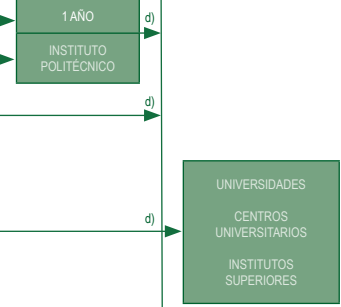 1 AÑO
d)
INSTITUTO
POLITÉCNICO
d)
UNIVERSIDADES
CENTROS
UNIVERSITARIOS
d)
INSTITUTOS
SUPERIORES